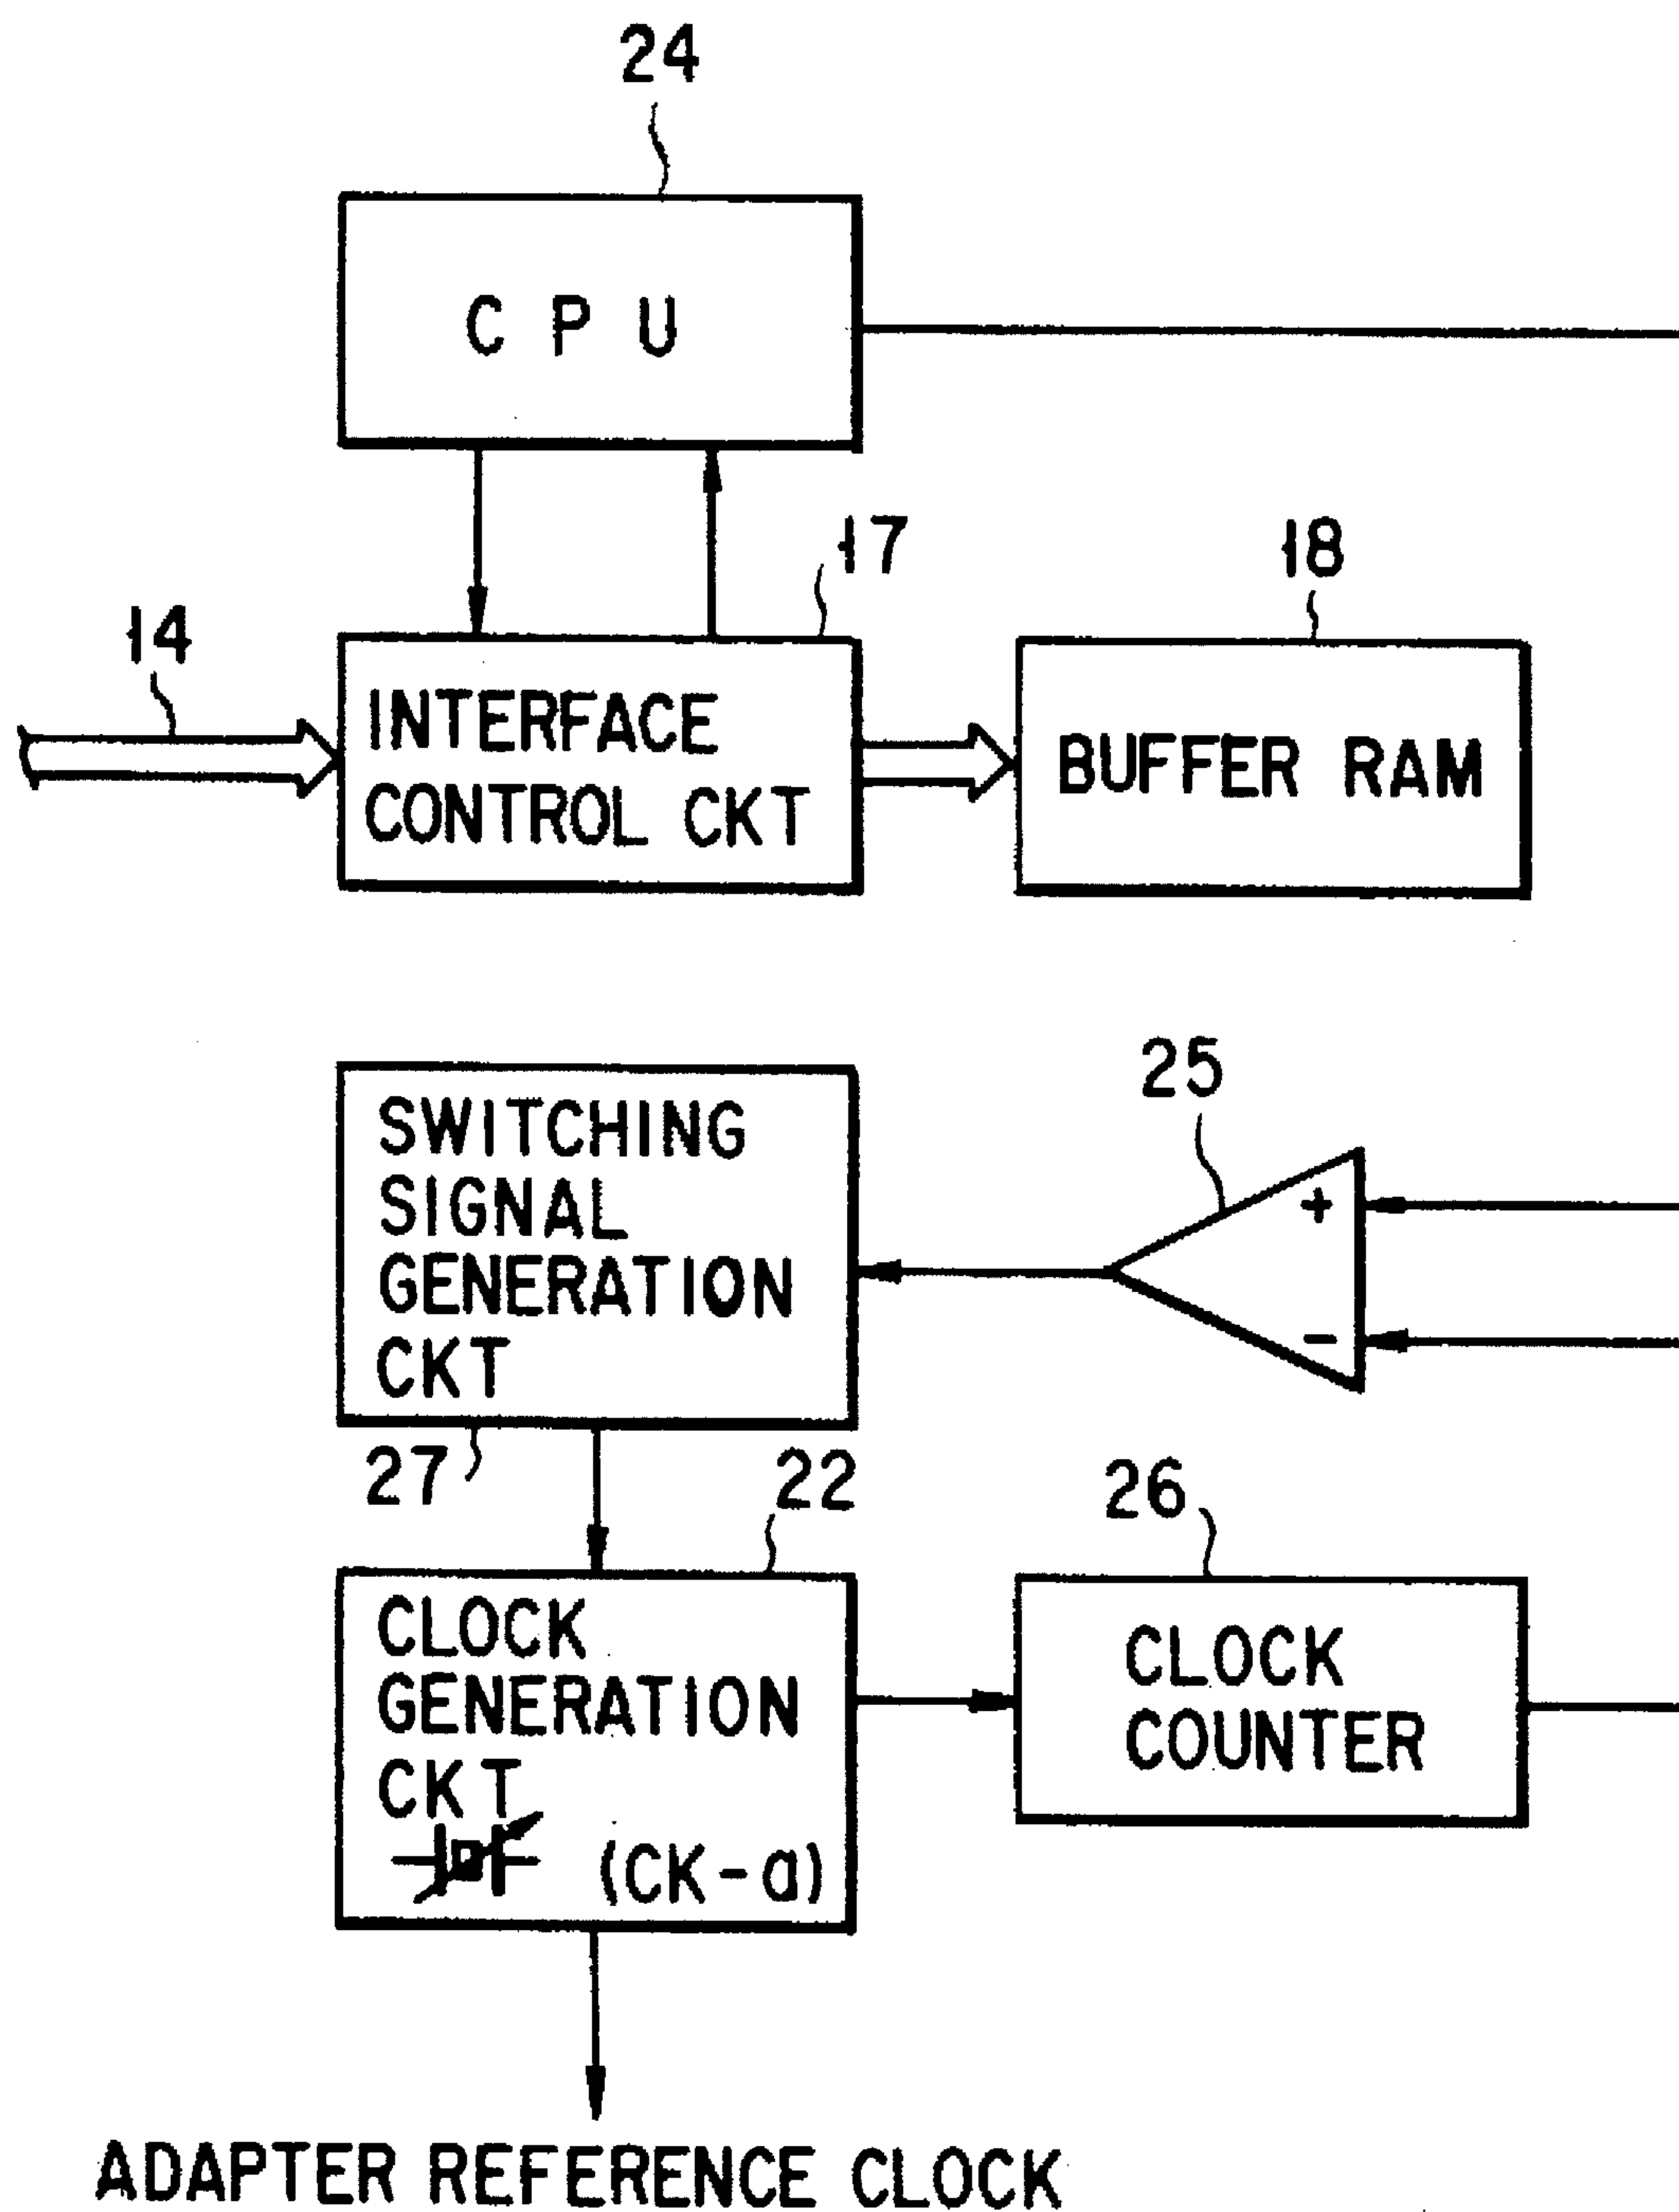 24
C P U
17
18
14
INTERFACE
CONTROL CKT
BUFFER RAM
25
SWITCHING
SIGNAL
GENERATION
CKT
+
-
27
22
26
CLOCK
GENERATION
CKT
(CK-a)
CLOCK
COUNTER
ADAPTER REFERENCE CLOCK